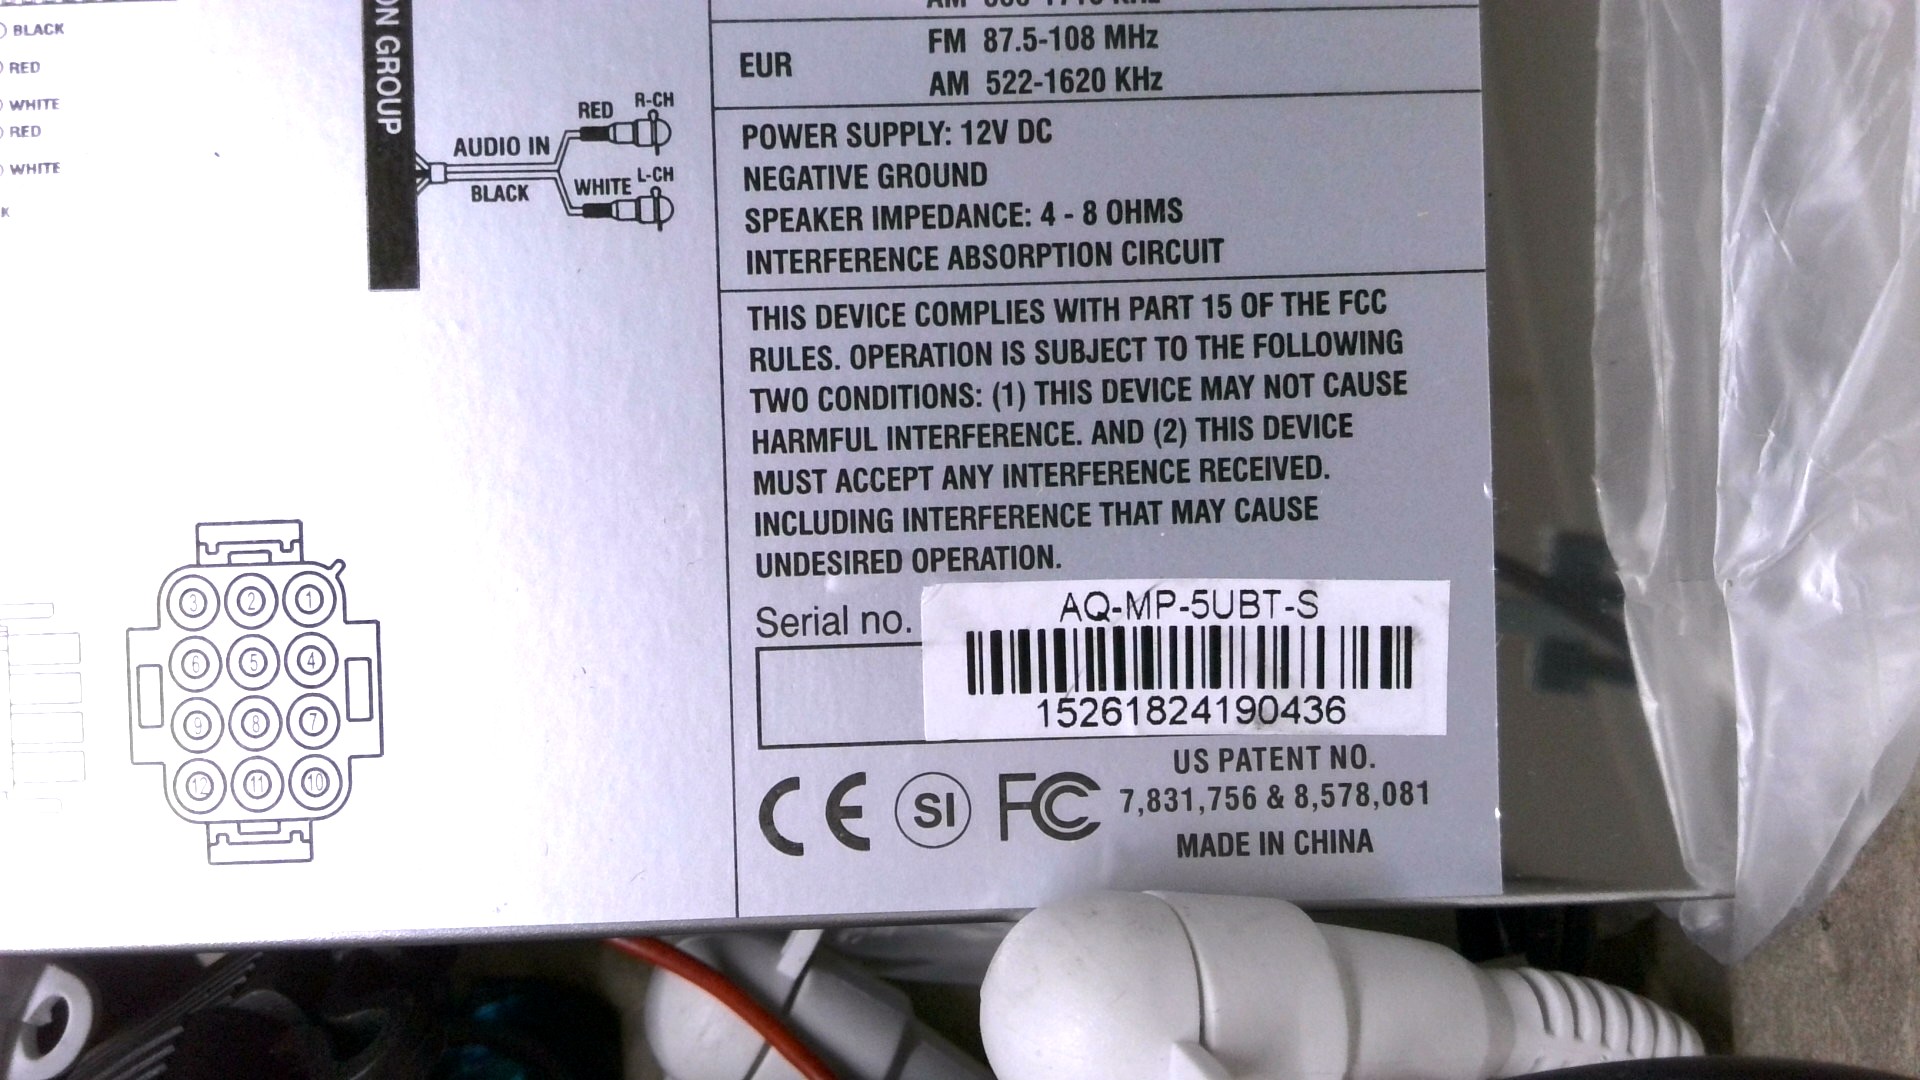 BLACK
RED
WHITE
RED
WHITE
K
ON GROUP
AUDIO IN
BLACK
RED
R-CH
WHITE
L-CH
EUR
FM 87.5-108 MHz
AM 522-1620 KHz
POWER SUPPLY: 12V DC
NEGATIVE GROUND
SPEAKER IMPEDANCE: 4 - 8 OHMS
INTERFERENCE ABSORPTION CIRCUIT
THIS DEVICE COMPLIES WITH PART 15 OF THE FCC
RULES. OPERATION IS SUBJECT TO THE FOLLOWING
TWO CONDITIONS: (1) THIS DEVICE MAY NOT CAUSE
HARMFUL INTERFERENCE. AND (2) THIS DEVICE
MUST ACCEPT ANY INTERFERENCE RECEIVED.
INCLUDING INTERFERENCE THAT MAY CAUSE
UNDESIRED OPERATION.
Serial no.
AQ-MP-5UBT-S
15261824190436
3 2 1
6 5 4
9 8 7
12 11 10
CE SI FC
US PATENT NO.
7,831,756 & 8,578,081
MADE IN CHINA